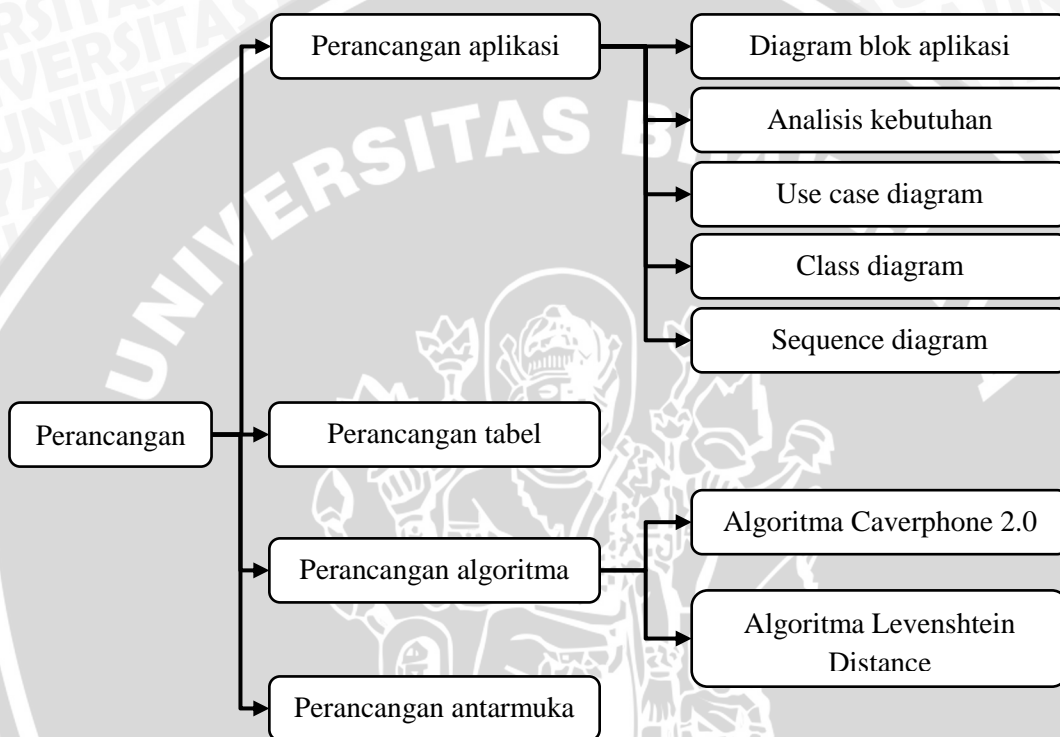 Perancangan aplikasi
Diagram blok aplikasi
Analisis kebutuhan
Use case diagram
Class diagram
Sequence diagram
Perancangan
Perancangan tabel
Perancangan algoritma
Algoritma Caverphone 2.0
Algoritma Levenshtein
Distance
Perancangan antarmuka
UNIVERSITAS B